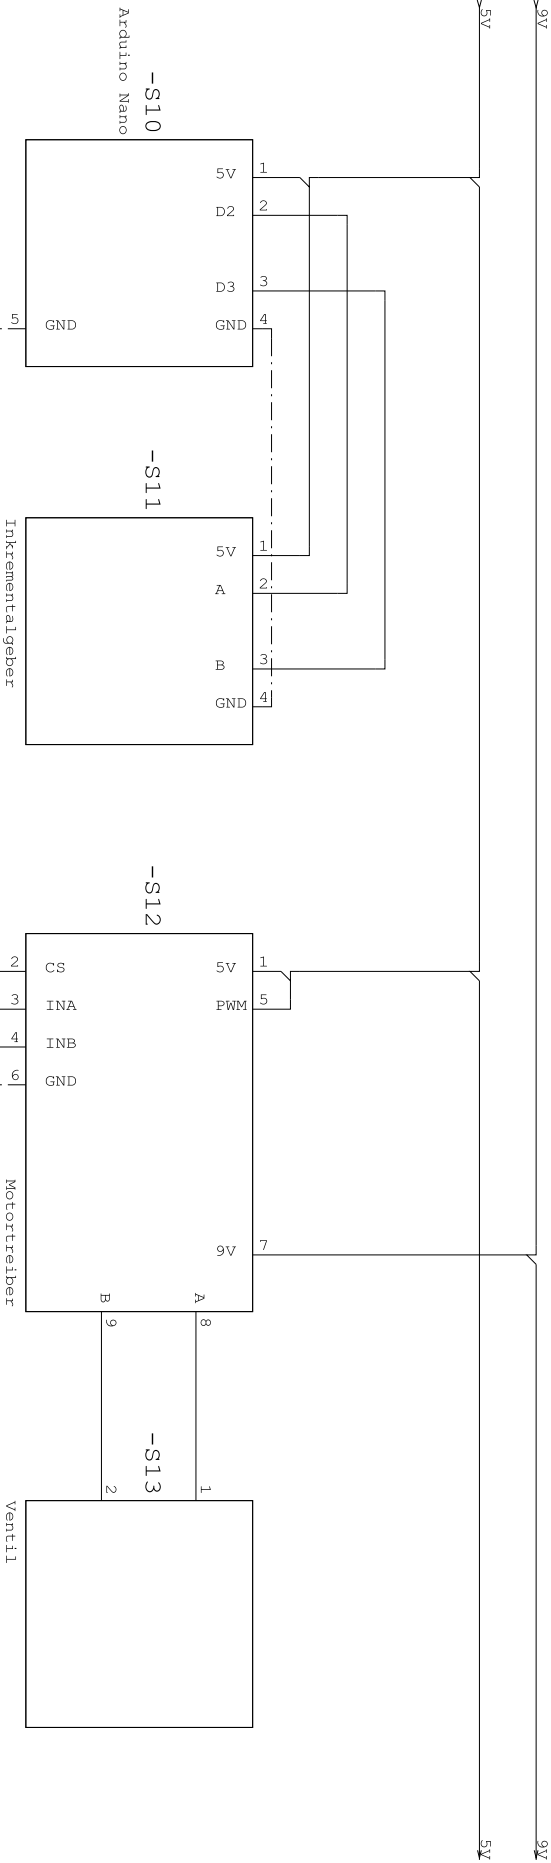 5V
9V
-S10
Arduino Nano
5V 1
D2 2
D3 3
5 GND
GND 4
-S11
Inkrementalgeber
5V 1
A 2
B 3
GND 4
-S12
Motortreiber
2 CS
5V 1
3 INA
PWM 5
4 INB
6 GND
9V 7
B
A
9
8
-S13
2
1
Ventil
5V
9V